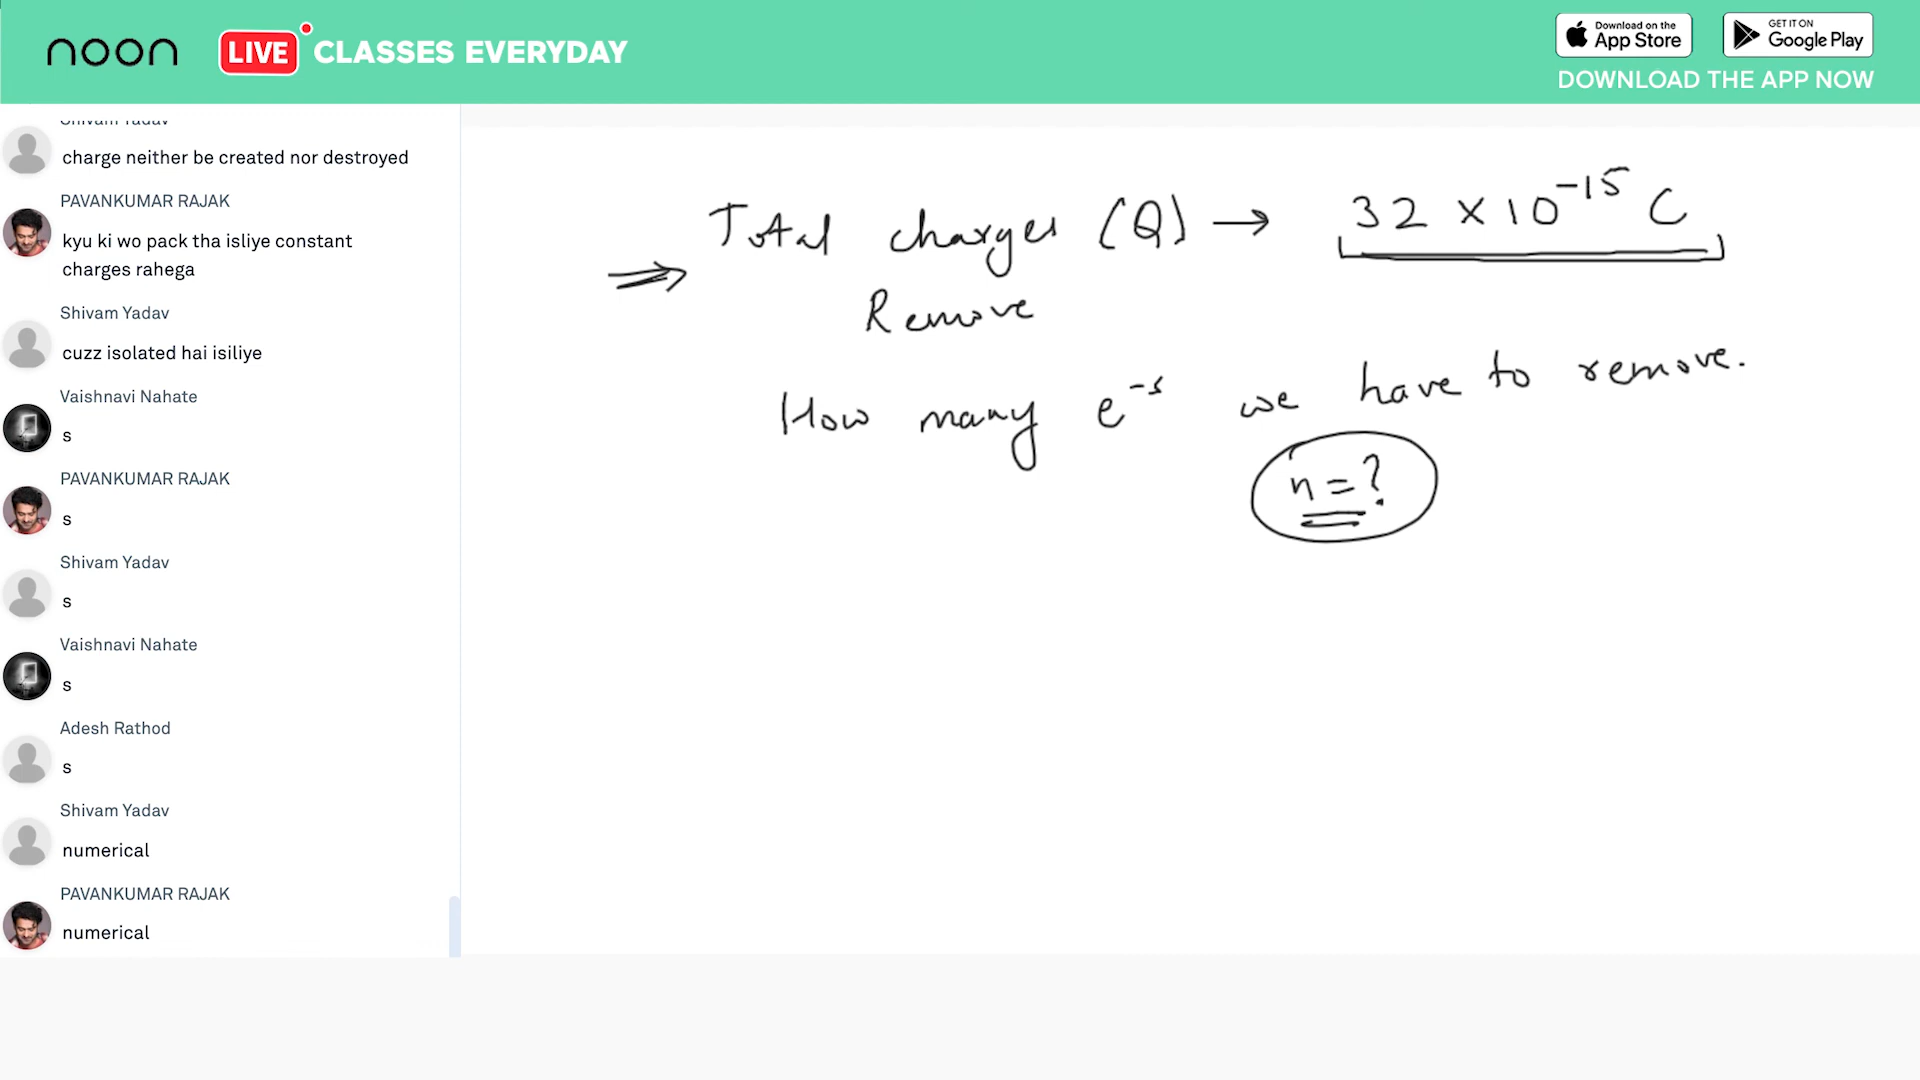 noon LIVE CLASSES EVERYDAY
Download on the App Store
GET IT ON Google Play
DOWNLOAD THE APP NOW
Shivam Yadav
charge neither be created nor destroyed
PAVANKUMAR RAJAK
kyu ki wo pack tha isliye constant
charges rahega
Shivam Yadav
cuzz isolated hai isiliye
Vaishnavi Nahate
s
PAVANKUMAR RAJAK
s
Shivam Yadav
s
Vaishnavi Nahate
s
Adesh Rathod
s
Shivam Yadav
numerical
PAVANKUMAR RAJAK
numerical
⇒ Total charges (Q) → 32 × 10⁻¹⁵ C
Remove
How many e⁻ˢ we have to remove.
n = ?